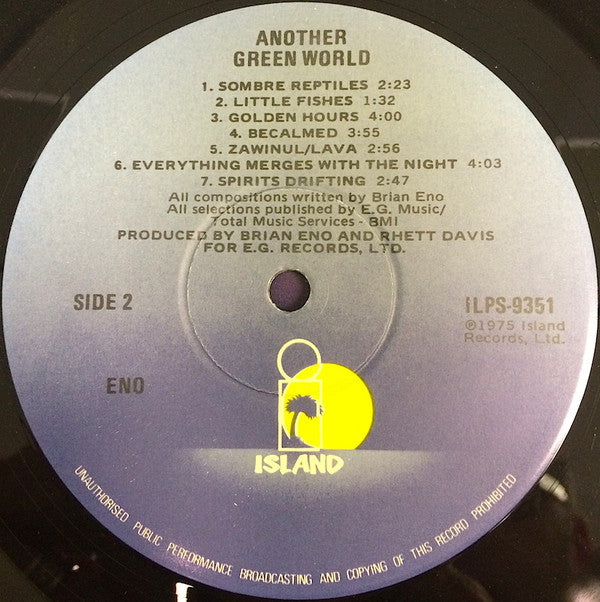 ANOTHER
GREEN WORLD
1. SOMBRE REPTILES 2:23
2. LITTLE FISHES 1:32
3. GOLDEN HOURS 4:00
4. BECALMED 3:55
5. ZAWINUL/LAVA 2:56
6. EVERYTHING MERGES WITH THE NIGHT 4:03
7. SPIRITS DRIFTING 2:47
All compositions written by Brian Eno
All selections published by E.G. Music/
Total Music Services - BMI
PRODUCED BY BRIAN ENO AND RHETT DAVIS
FOR E.G. RECORDS, LTD.
SIDE 2
ILPS-9351
℗1975 Island
Records, Ltd.
ENO
i
ISLAND
UNAUTHORISED PUBLIC PERFORMANCE BROADCASTING AND COPYING OF THIS RECORD PROHIBITED